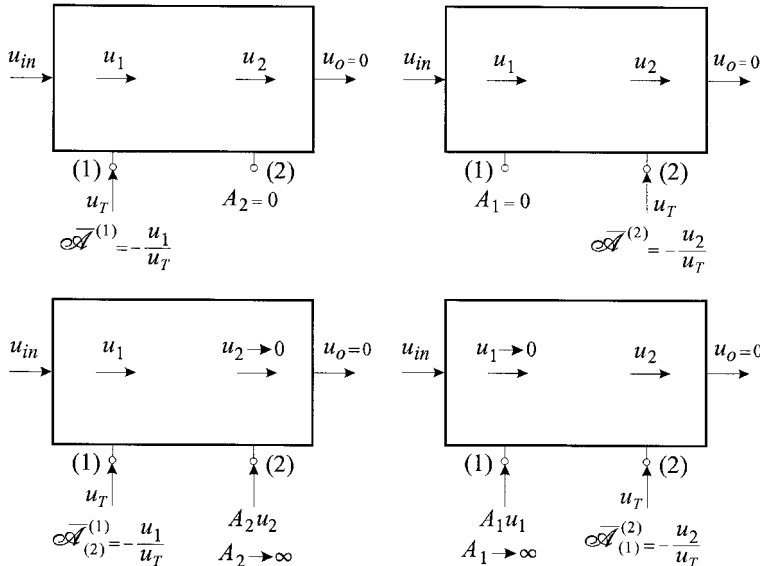 u_in u_1 u_2 u_o=0
(1) (2)
u_T A_2=0
𝒜̅^(1)=-u_1/u_T
u_in u_1 u_2 u_o=0
(1) (2)
A_1=0 u_T
𝒜̅^(2)=-u_2/u_T
u_in u_1 u_2→0 u_o=0
(1) (2)
u_T A_2u_2
𝒜̅^(1)_(2)=-u_1/u_T A_2→∞
u_in u_1→0 u_2 u_o=0
(1) (2)
A_1u_1 u_T
A_1→∞ 𝒜̅^(2)_(1)=-u_2/u_T